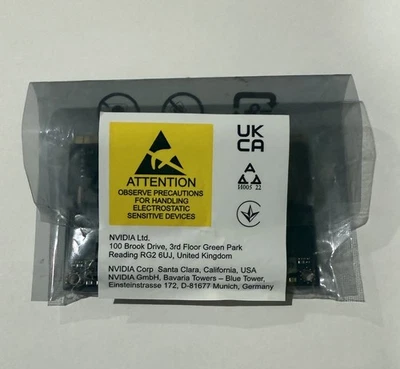 ATTENTION
OBSERVE PRECAUTIONS
FOR HANDLING
ELECTROSTATIC
SENSITIVE DEVICES
UK
CA
I1005 22
NVIDIA Ltd.
100 Brook Drive, 3rd Floor Green Park
Reading RG2 6UJ, United Kingdom
NVIDIA Corp Santa Clara, California, USA
NVIDIA GmbH, Bavaria Towers – Blue Tower,
Einsteinstrasse 172, D-81677 Munich, Germany